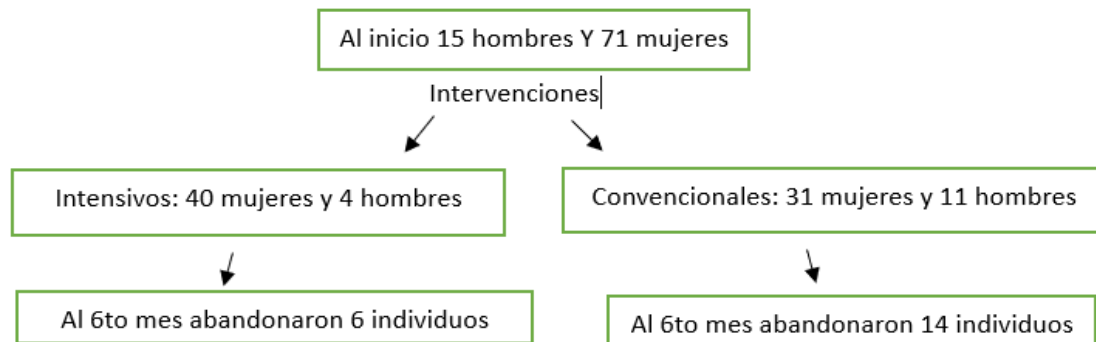 Al inicio 15 hombres Y 71 mujeres
Intervenciones
Intensivos: 40 mujeres y 4 hombres
Convencionales: 31 mujeres y 11 hombres
Al 6to mes abandonaron 6 individuos
Al 6to mes abandonaron 14 individuos